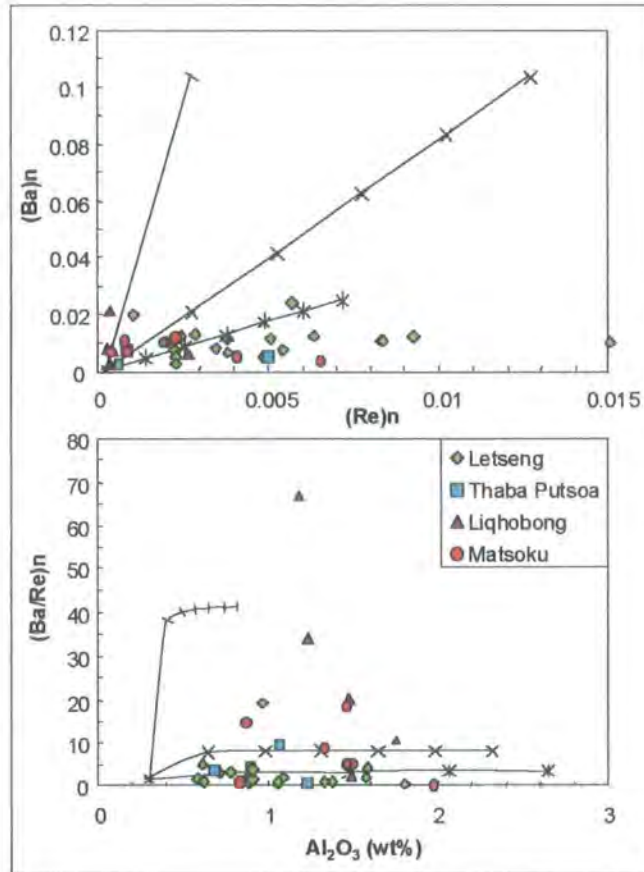 0.12
0.1
0.08
0.06
0.04
0.02
0
(Ba)n
0 0.005 0.01 0.015
(Re)n
80
70
60
50
40
30
20
10
0
(Ba/Re)n
Letseng
Thaba Putsoa
Liqhobong
Matsoku
0 1 2 3
Al₂O₃ (wt%)